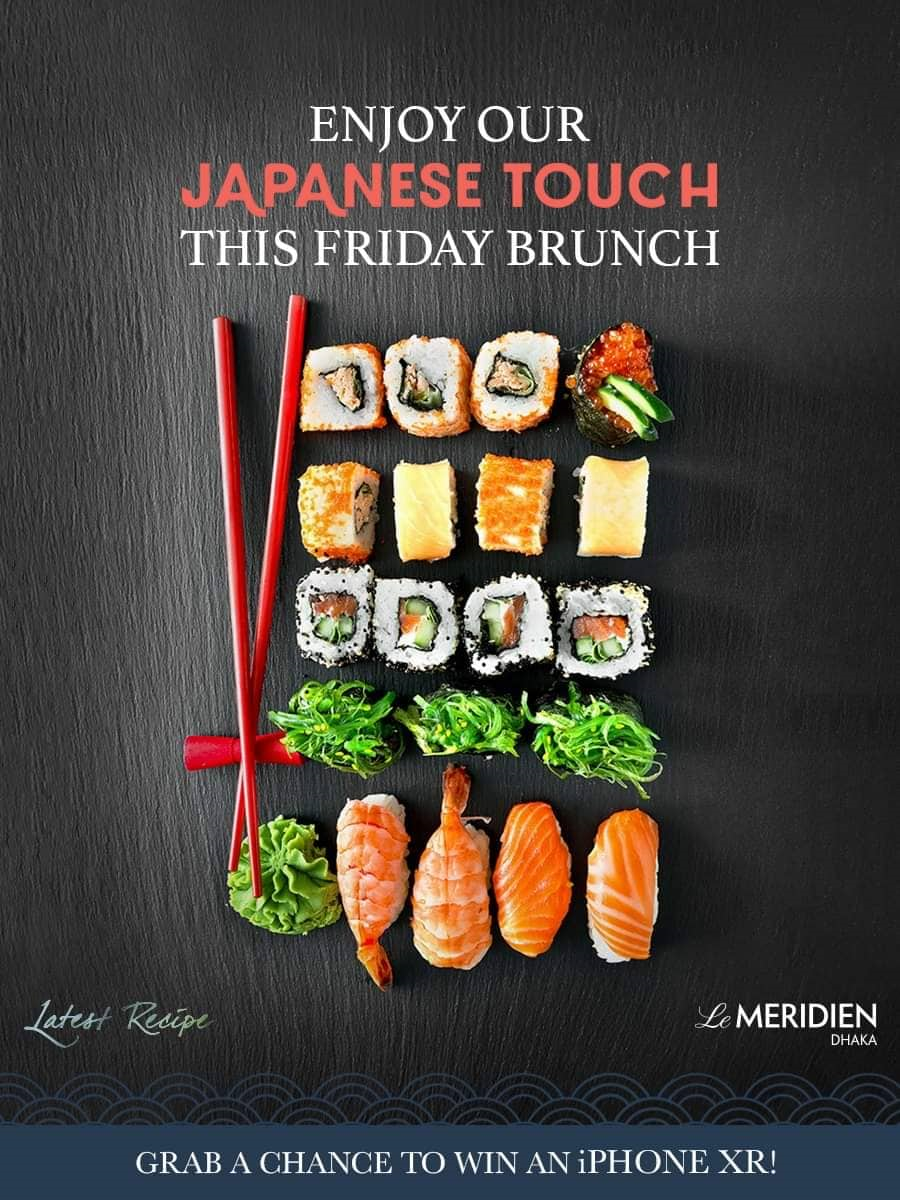 ENJOY OUR
JAPANESE TOUCH
THIS FRIDAY BRUNCH
Latest Recipe
Le MERIDIEN
DHAKA
GRAB A CHANCE TO WIN AN iPHONE XR!